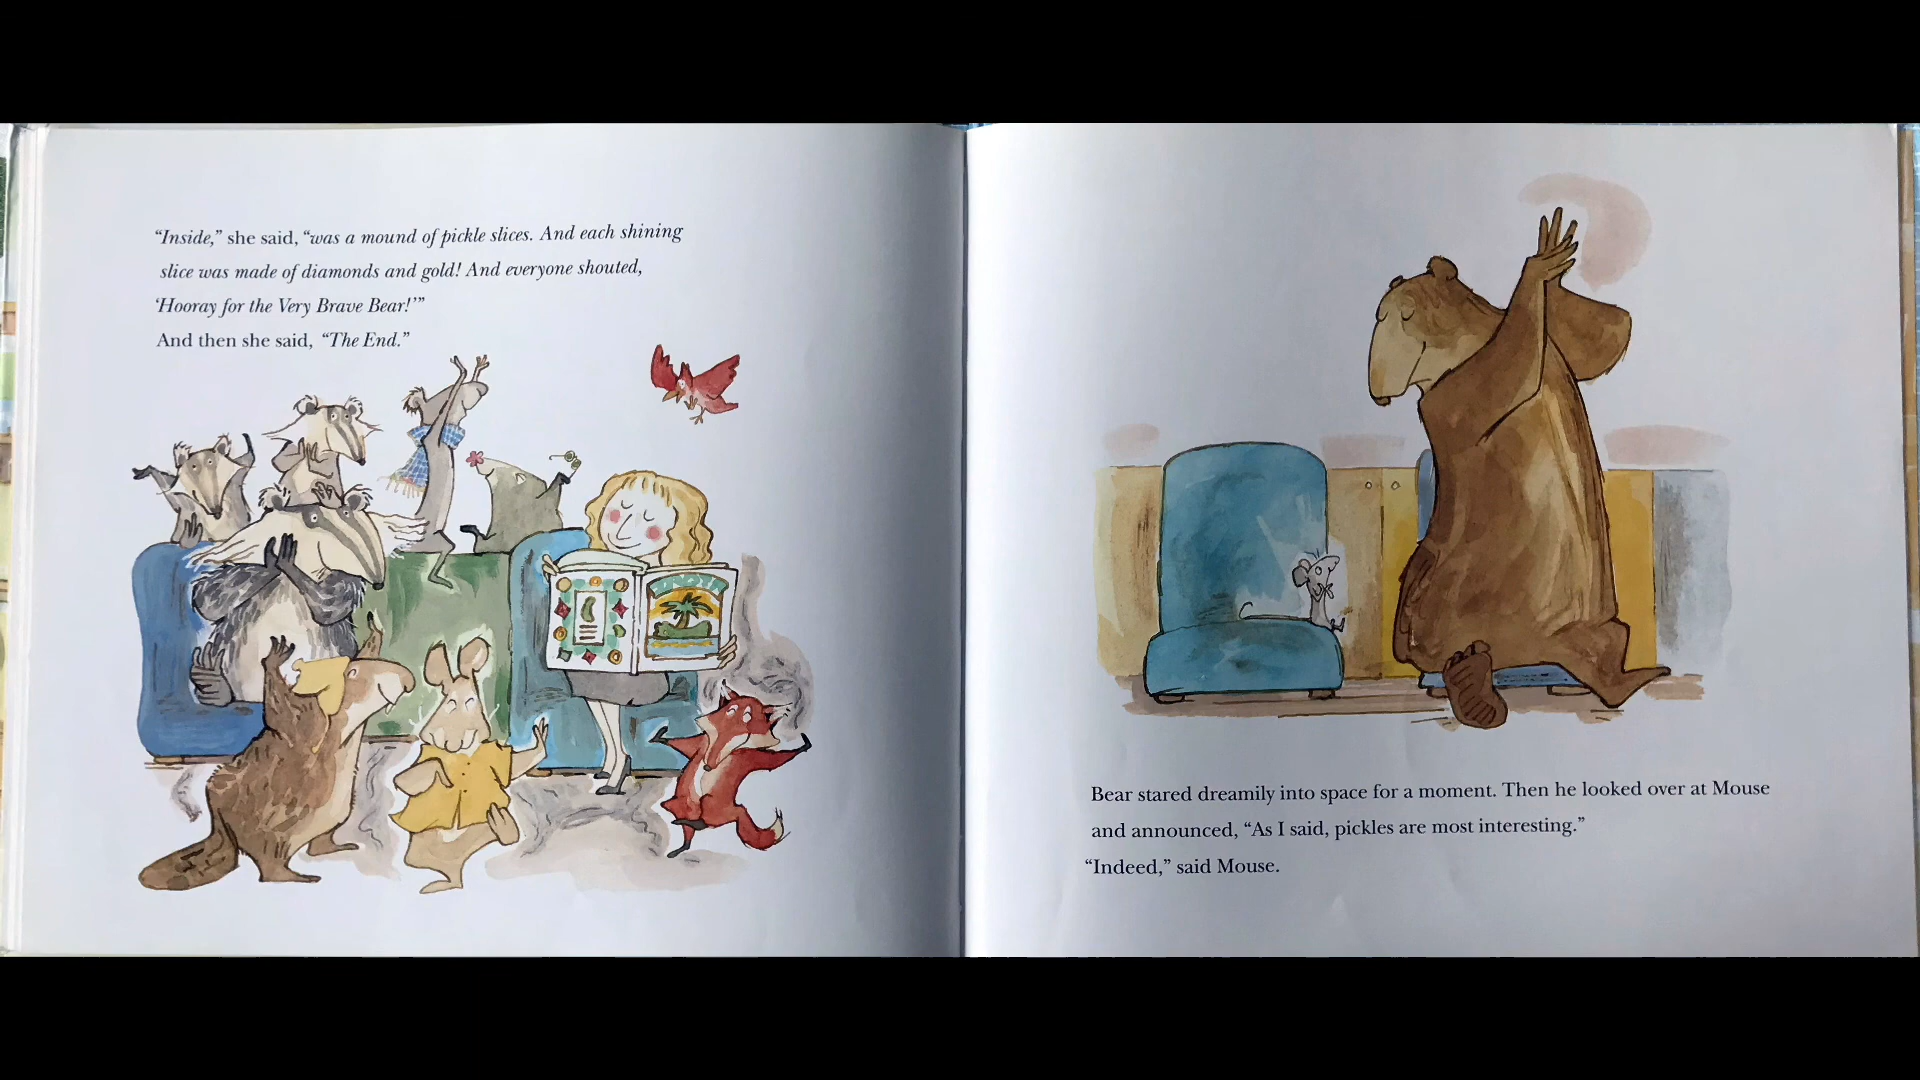 “Inside,” she said, “was a mound of pickle slices. And each shining
slice was made of diamonds and gold! And everyone shouted,
‘Hooray for the Very Brave Bear!’”
And then she said, “The End.”
Bear stared dreamily into space for a moment. Then he looked over at Mouse
and announced, “As I said, pickles are most interesting.”
“Indeed,” said Mouse.